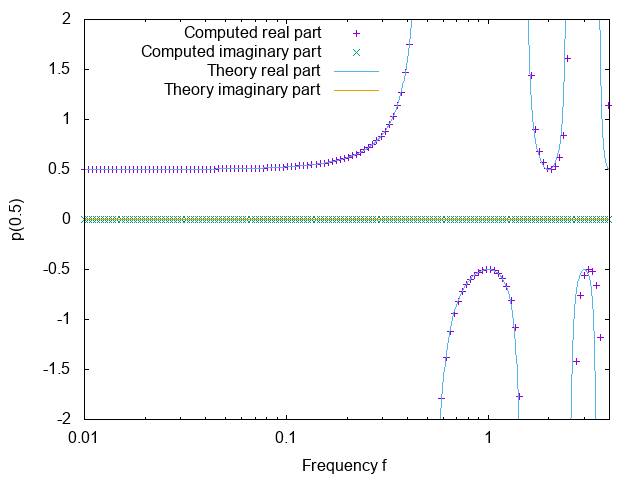 2
1.5
1
0.5
0
-0.5
-1
-1.5
-2
0.01
0.1
1
p(0.5)
Frequency f
Computed real part
Computed imaginary part
Theory real part
Theory imaginary part